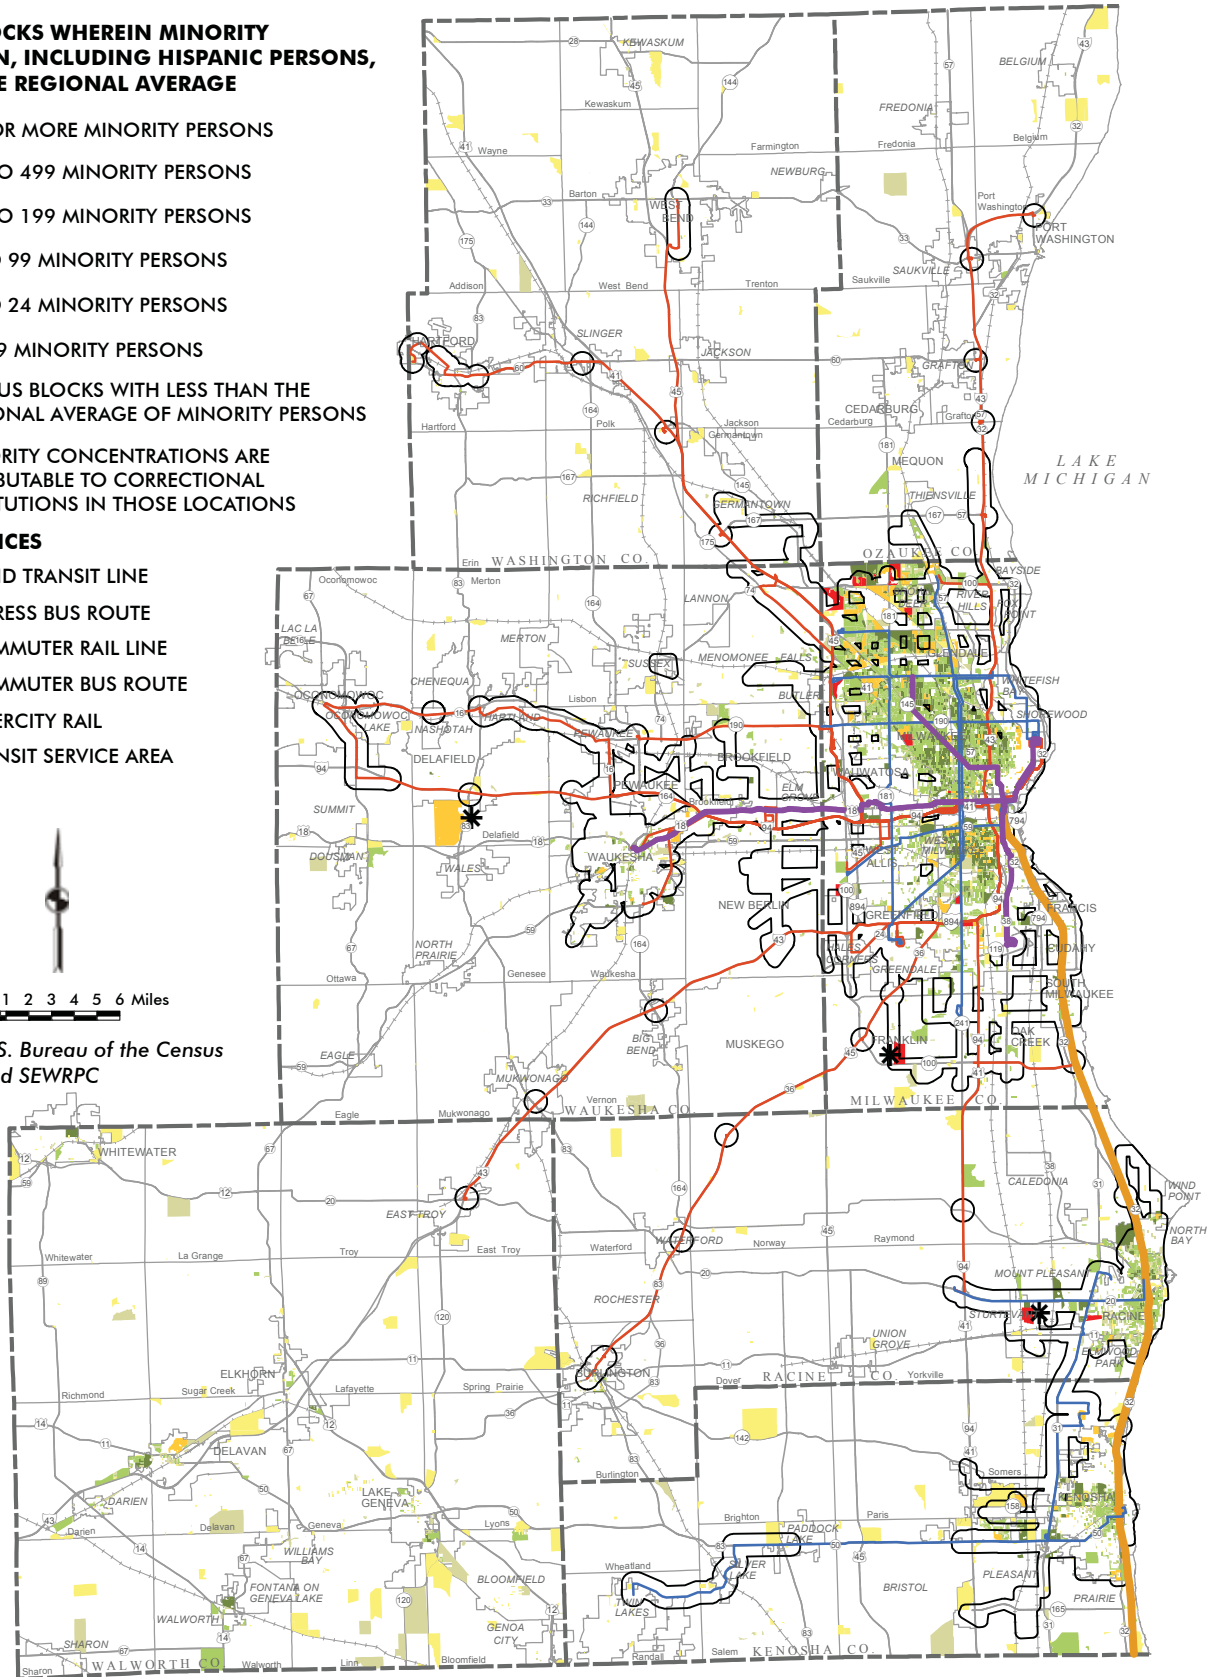 OCKS WHEREIN MINORITY
N, INCLUDING HISPANIC PERSONS,
E REGIONAL AVERAGE
OR MORE MINORITY PERSONS
O 499 MINORITY PERSONS
O 199 MINORITY PERSONS
O 99 MINORITY PERSONS
O 24 MINORITY PERSONS
9 MINORITY PERSONS
US BLOCKS WITH LESS THAN THE
ONAL AVERAGE OF MINORITY PERSONS
ORITY CONCENTRATIONS ARE
BUTABLE TO CORRECTIONAL
TUTIONS IN THOSE LOCATIONS
ICES
ID TRANSIT LINE
RESS BUS ROUTE
MMUTER RAIL LINE
MMUTER BUS ROUTE
ERCITY RAIL
NSIT SERVICE AREA
1 2 3 4 5 6 Miles
S. Bureau of the Census
d SEWRPC
KEWASKUM
Kewaskum
BELGIUM
FREDONIA
Belgium
Fredonia
Wayne
Farmington
NEWBURG
Barton
WEST
BEND
Port
Washington
PORT
WASHINGTON
SAUKVILLE
Saukville
Addison
West Bend
Trenton
HARTFORD
SLINGER
JACKSON
GRAFTON
CEDARBURG
Grafton
Cedarburg
Hartford
Polk
Jackson
Germantown
MEQUON
LAKE
MICHIGAN
RICHFIELD
GERMANTOWN
THIENSVILLE
Erin
WASHINGTON CO.
OZAUKEE CO.
Oconomowoc
Merton
LANNON
BAYSIDE
RIVER
HILLS
FOX
POINT
LAC LA
BELLE
MERTON
SUSSEX
MENOMONEE FALLS
GLENDALE
CHENEQUA
BUTLER
WHITEFISH
BAY
OCONOMOWOC
OCONOMOWOC
LAKE
NASHOTAH
HARTLAND
Lisbon
SHOREWOOD
PEWAUKEE
MILWAUKEE
DELAFIELD
BROOKFIELD
WAUWATOSA
PEWAUKEE
ELM
GROVE
Brookfield
SUMMIT
Delafield
DOUSMAN
WALES
WAUKESHA
WEST
ALLIS
WEST
MILWAUKEE
NEW BERLIN
GREENFIELD
ST.
FRANCIS
NORTH
PRAIRIE
HALES
CORNERS
GREENDALE
CUDAHY
Ottawa
Genesee
Waukesha
SOUTH
MILWAUKEE
EAGLE
BIG
BEND
MUSKEGO
FRANKLIN
OAK
CREEK
MUKWONAGO
Eagle
Mukwonago
Vernon
WAUKESHA CO.
MILWAUKEE CO.
WHITEWATER
CALEDONIA
WIND
POINT
EAST TROY
NORTH
BAY
Whitewater
La Grange
Troy
East Troy
Waterford
WATERFORD
Norway
Raymond
MOUNT PLEASANT
ROCHESTER
STURTEVANT
RACINE
UNION
GROVE
ELMWOOD
PARK
ELKHORN
BURLINGTON
Richmond
Sugar Creek
Lafayette
Spring Prairie
Dover
RACINE CO.
Yorkville
DELAVAN
Burlington
Somers
KENOSHA
LAKE
GENEVA
DARIEN
Darien
Delavan
Geneva
Lyons
Brighton
PADDOCK
LAKE
Paris
WILLIAMS
BAY
BLOOMFIELD
Wheatland
SILVER
LAKE
BRISTOL
PLEASANT
PRAIRIE
FONTANA ON
GENEVA LAKE
TWIN
LAKES
WALWORTH
GENOA
CITY
SHARON
Sharon
WALWORTH CO.
Walworth
Linn
Bloomfield
Randall
Salem
KENOSHA CO.